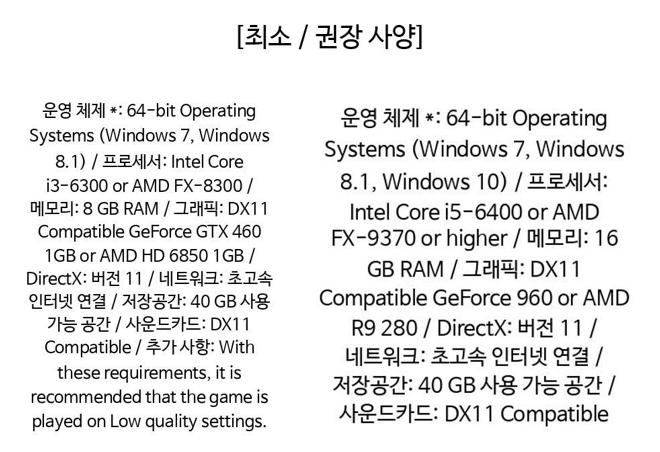 [최소 / 권장 사양]
운영 체제 *: 64-bit Operating
Systems (Windows 7, Windows
8.1) / 프로세서: Intel Core
i3-6300 or AMD FX-8300 /
메모리: 8 GB RAM / 그래픽: DX11
Compatible GeForce GTX 460
1GB or AMD HD 6850 1GB /
DirectX: 버전 11 / 네트워크: 초고속
인터넷 연결 / 저장공간: 40 GB 사용
가능 공간 / 사운드카드: DX11
Compatible / 추가 사항: With
these requirements, it is
recommended that the game is
played on Low quality settings.
운영 체제 *: 64-bit Operating
Systems (Windows 7, Windows
8.1, Windows 10) / 프로세서:
Intel Core i5-6400 or AMD
FX-9370 or higher / 메모리: 16
GB RAM / 그래픽: DX11
Compatible GeForce 960 or AMD
R9 280 / DirectX: 버전 11 /
네트워크: 초고속 인터넷 연결 /
저장공간: 40 GB 사용 가능 공간 /
사운드카드: DX11 Compatible